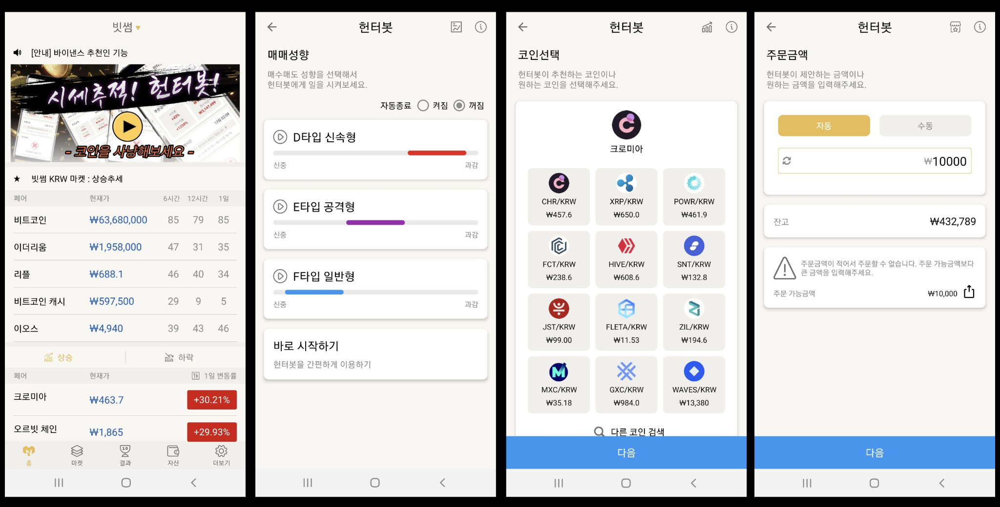 빗썸
[안내] 바이낸스 추천인 기능
시세추적! 헌터봇!
- 코인을 사냥해보세요 -
빗썸 KRW 마켓 : 상승추세
페어 현재가 6시간 12시간 1일
비트코인 ₩63,680,000 85 79 85
이더리움 ₩1,958,000 47 31 35
리플 ₩688.1 46 40 34
비트코인 캐시 ₩597,500 29 9 5
이오스 ₩4,940 39 43 46
상승 하락
페어 현재가 1일 변동률
크로미아 ₩463.7 +30.21%
오르빗 체인 ₩1,865 +29.93%
홈 마켓 결과 자산 더보기
헌터봇
매매성향
매수매도 성향을 선택해서
헌터봇에게 일을 시켜보세요.
자동종료 켜짐 꺼짐
D타입 신속형
신중 과감
E타입 공격형
신중 과감
F타입 일반형
신중 과감
바로 시작하기
헌터봇을 간편하게 이용하기
헌터봇
코인선택
헌터봇이 추천하는 코인이나
원하는 코인을 선택해주세요.
크로미아
CHR/KRW XRP/KRW POWR/KRW
₩457.6 ₩650.0 ₩461.9
FCT/KRW HIVE/KRW SNT/KRW
₩238.6 ₩608.6 ₩132.8
JST/KRW FLETA/KRW ZIL/KRW
₩99.00 ₩11.53 ₩194.6
MXC/KRW GXC/KRW WAVES/KRW
₩35.18 ₩984.0 ₩13,380
다른 코인 검색
다음
헌터봇
주문금액
헌터봇이 제안하는 금액이나
원하는 금액을 입력해주세요.
자동 수동
₩10000
잔고 ₩432,789
주문금액이 적어서 주문할 수 없습니다. 주문 가능금액보다
큰 금액을 입력해주세요.
주문 가능금액 ₩10,000
다음